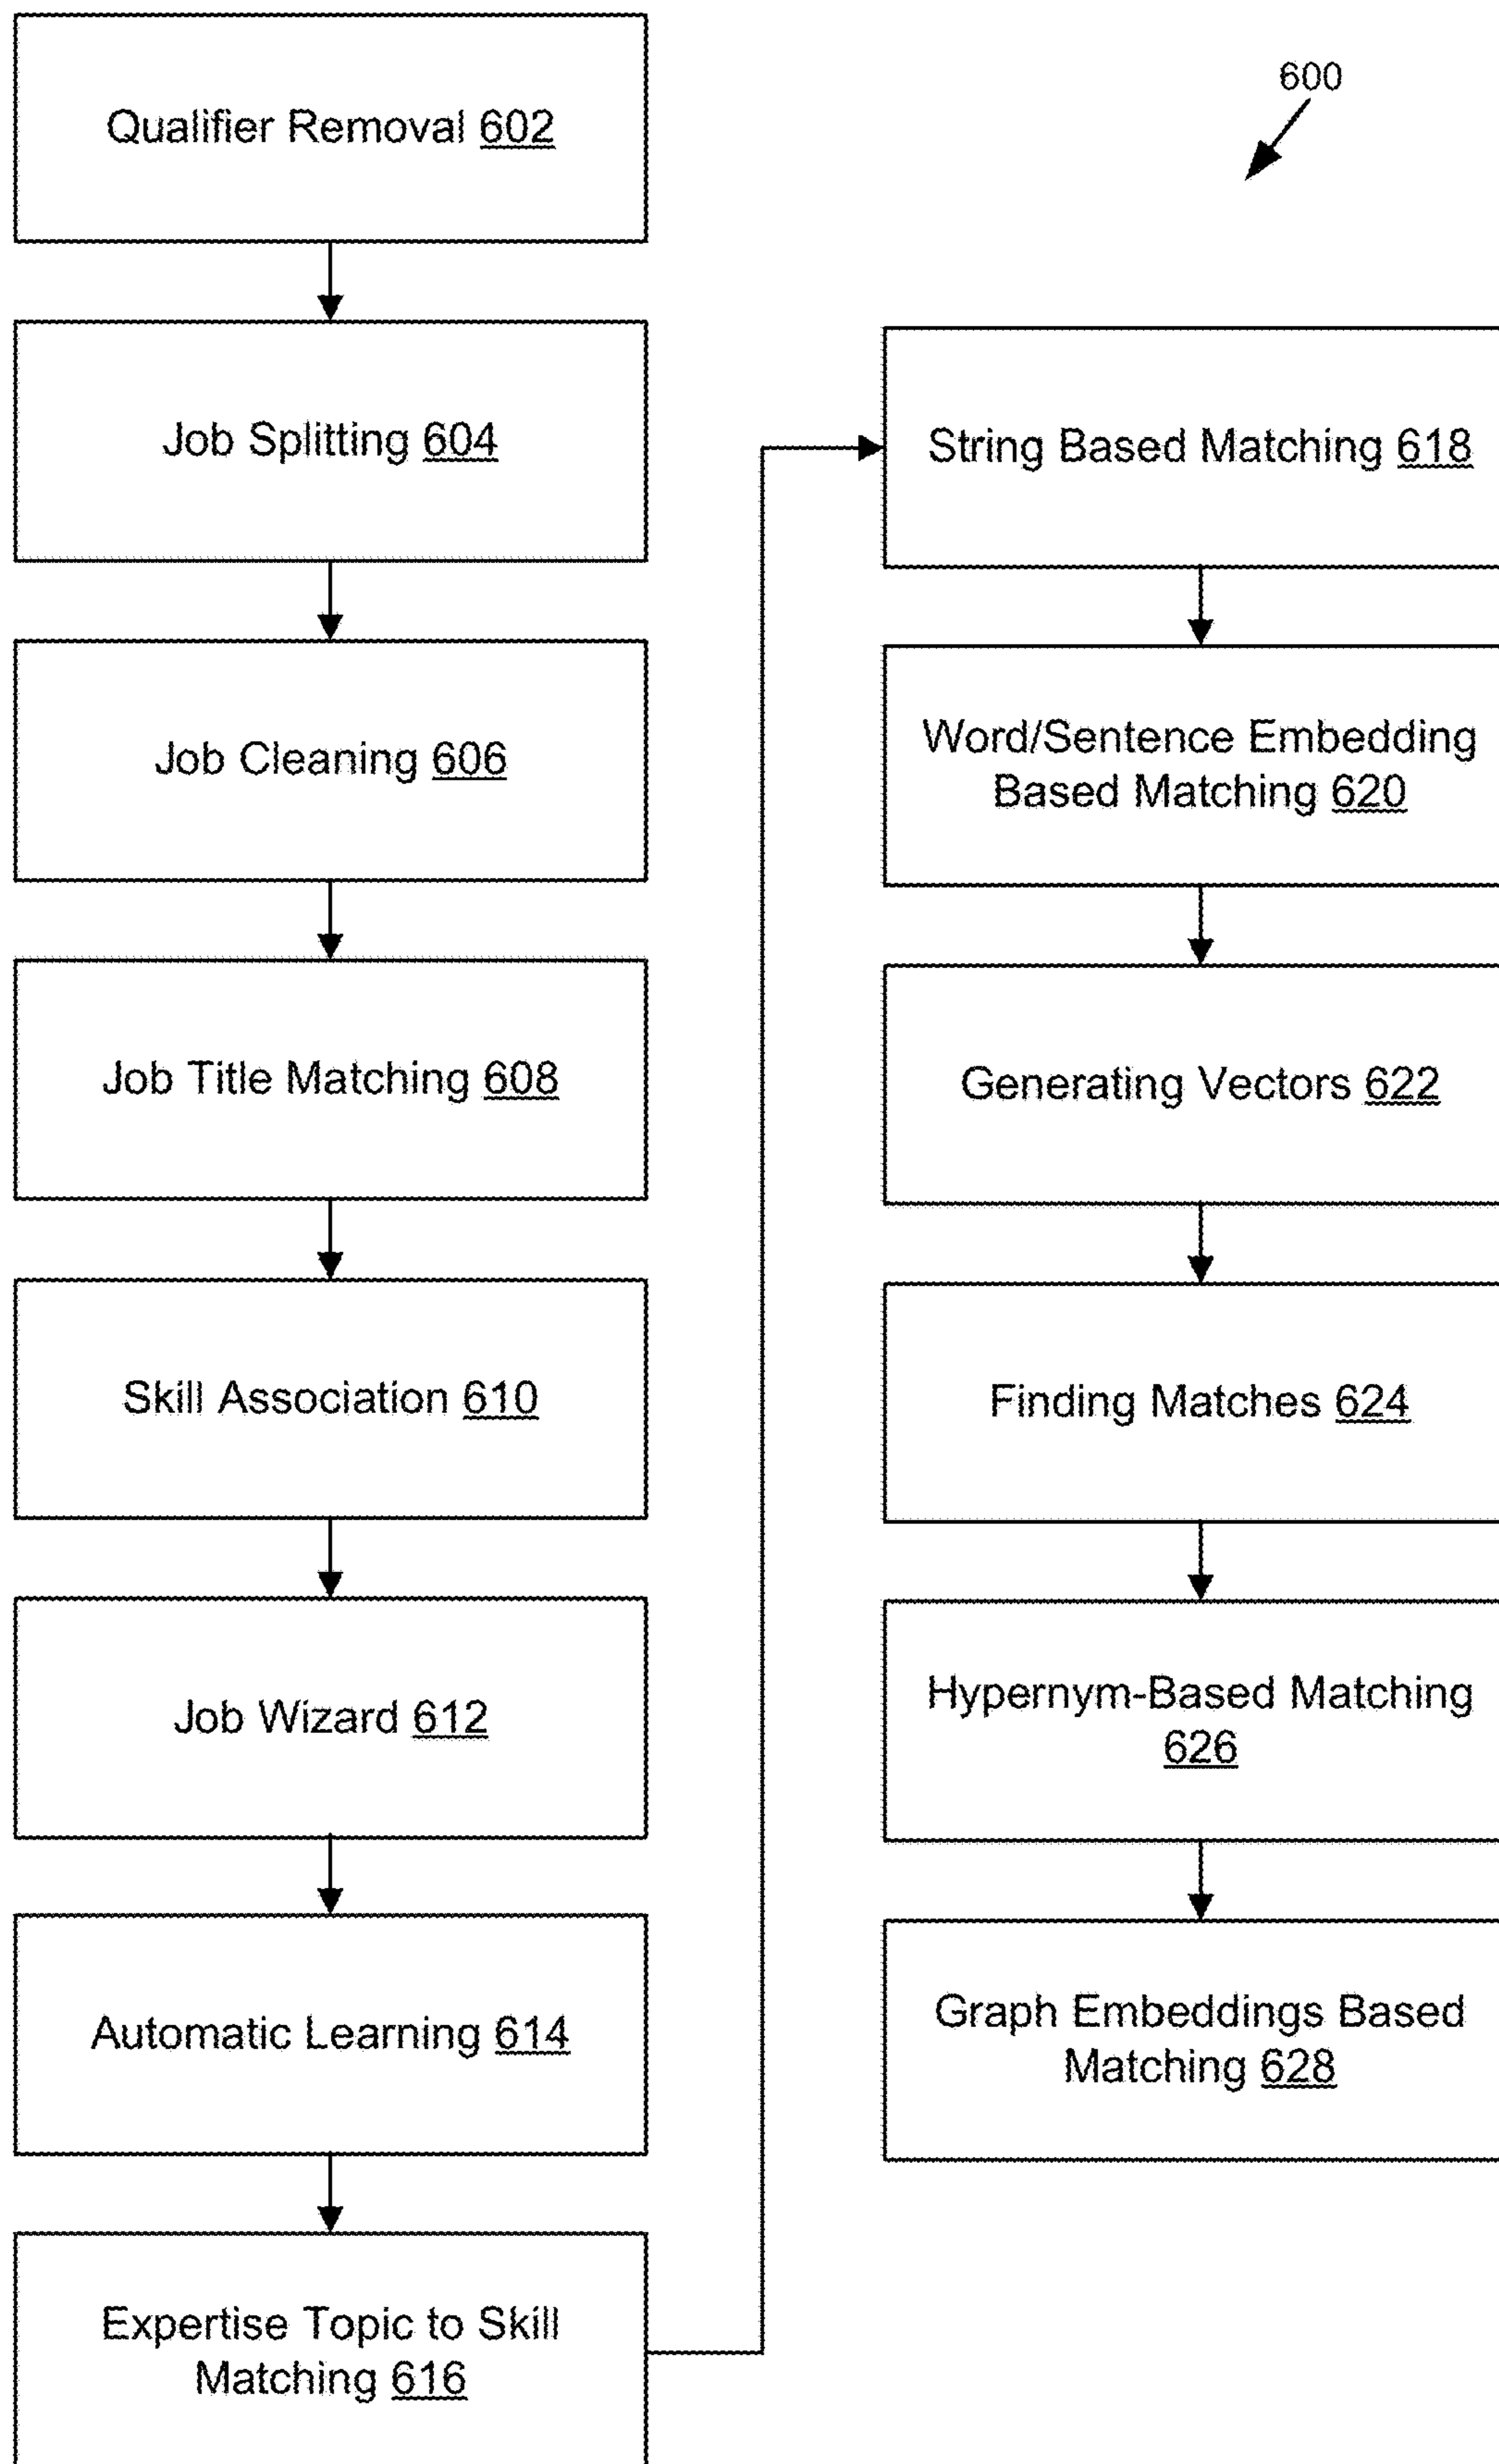 600
Qualifier Removal 602
Job Splitting 604
Job Cleaning 606
Job Title Matching 608
Skill Association 610
Job Wizard 612
Automatic Learning 614
Expertise Topic to Skill
Matching 616
String Based Matching 618
Word/Sentence Embedding
Based Matching 620
Generating Vectors 622
Finding Matches 624
Hypernym-Based Matching
626
Graph Embeddings Based
Matching 628